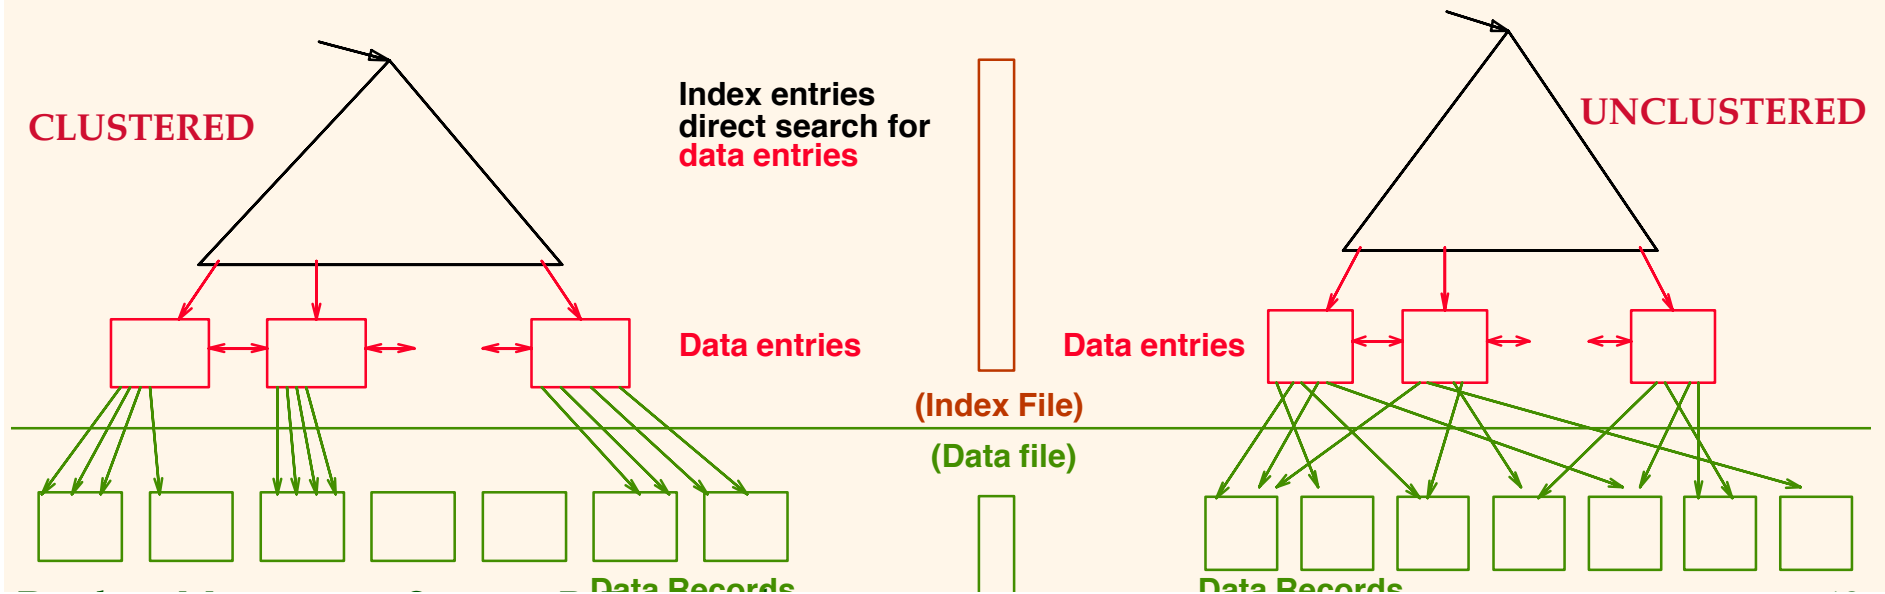 CLUSTERED
Index entries
direct search for
data entries
UNCLUSTERED
Data entries
Data entries
(Index File)
(Data file)
Data Records
Data Records